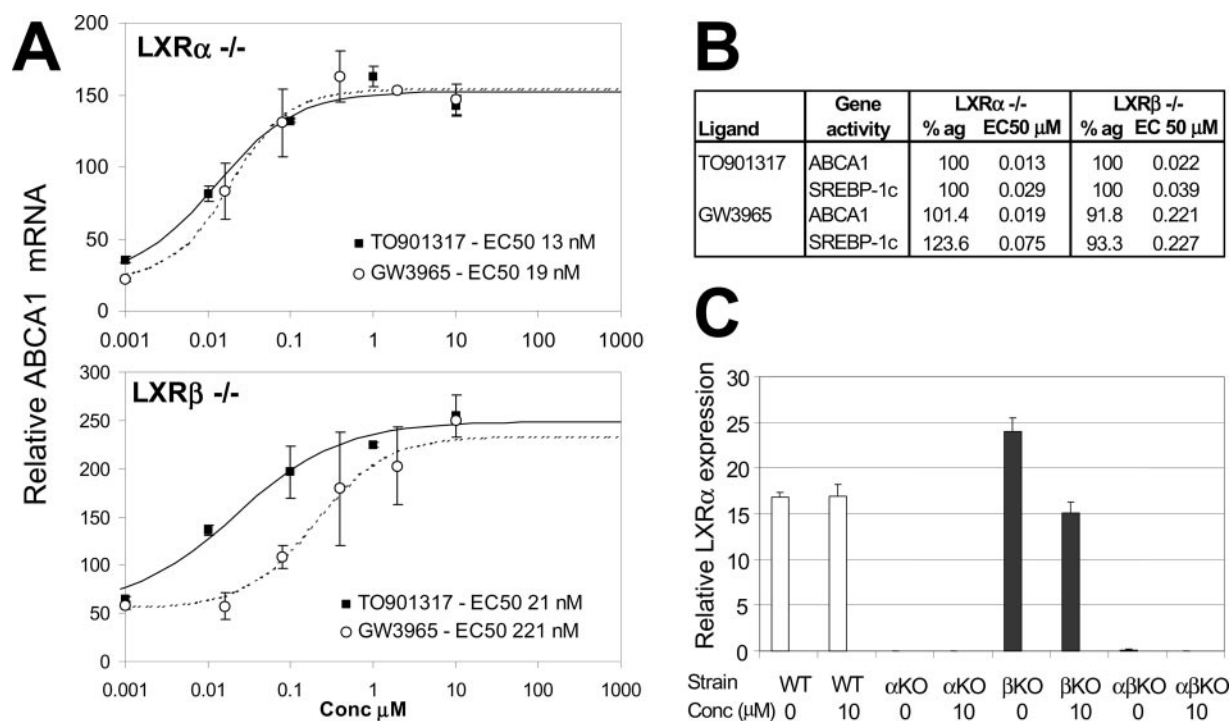 A
Relative ABCA1 mRNA
LXRα -/-
200
150
100
50
0
TO901317 - EC50 13 nM
GW3965 - EC50 19 nM
0.001 0.01 0.1 1 10 100 1000
LXRβ -/-
300
250
200
150
100
50
0
TO901317 - EC50 21 nM
GW3965 - EC50 221 nM
0.001 0.01 0.1 1 10 100 1000
Conc μM
B
Ligand Gene activity LXRα -/- % ag EC50 μM LXRβ -/- % ag EC 50 μM
TO901317 ABCA1 100 0.013 100 0.022
SREBP-1c 100 0.029 100 0.039
GW3965 ABCA1 101.4 0.019 91.8 0.221
SREBP-1c 123.6 0.075 93.3 0.227
C
Relative LXRα expression
30
25
20
15
10
5
0
Strain WT WT αKO αKO βKO βKO αβKO αβKO
Conc (μM) 0 10 0 10 0 10 0 10